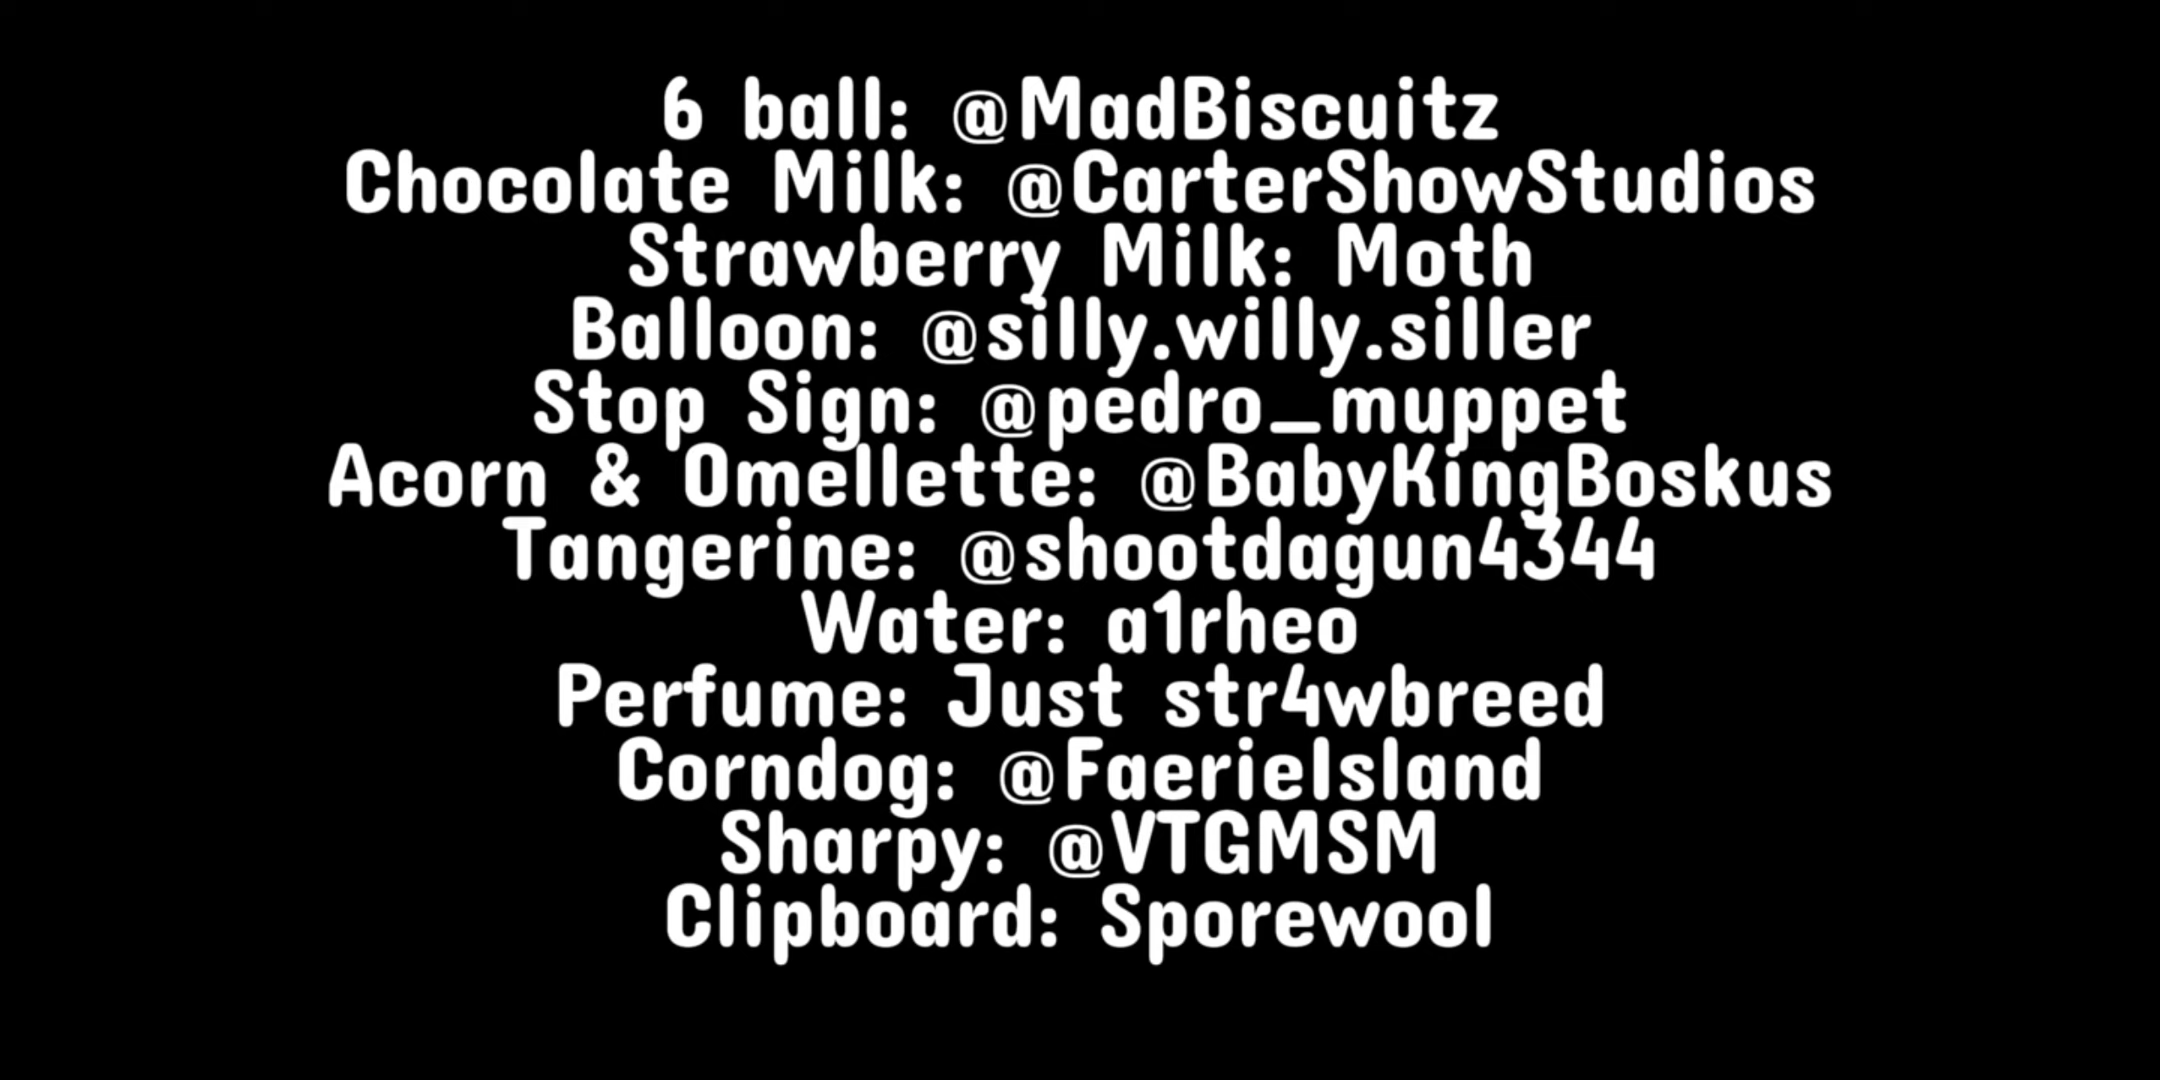 6 ball: @MadBiscuitz
Chocolate Milk: @CarterShowStudios
Strawberry Milk: Moth
Balloon: @silly.willy.siller
Stop Sign: @pedro_muppet
Acorn & Omellette: @BabyKingBoskus
Tangerine: @shootdagun4344
Water: a1rheo
Perfume: Just str4wbreed
Corndog: @FaerieIsland
Sharpy: @VTGMSM
Clipboard: Sporewool